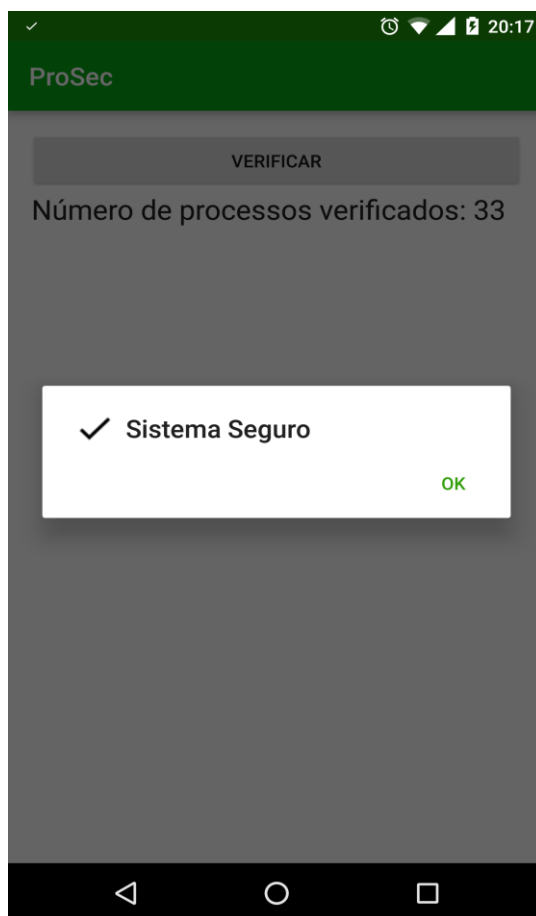 20:17
ProSec
VERIFICAR
Número de processos verificados: 33
Sistema Seguro
OK